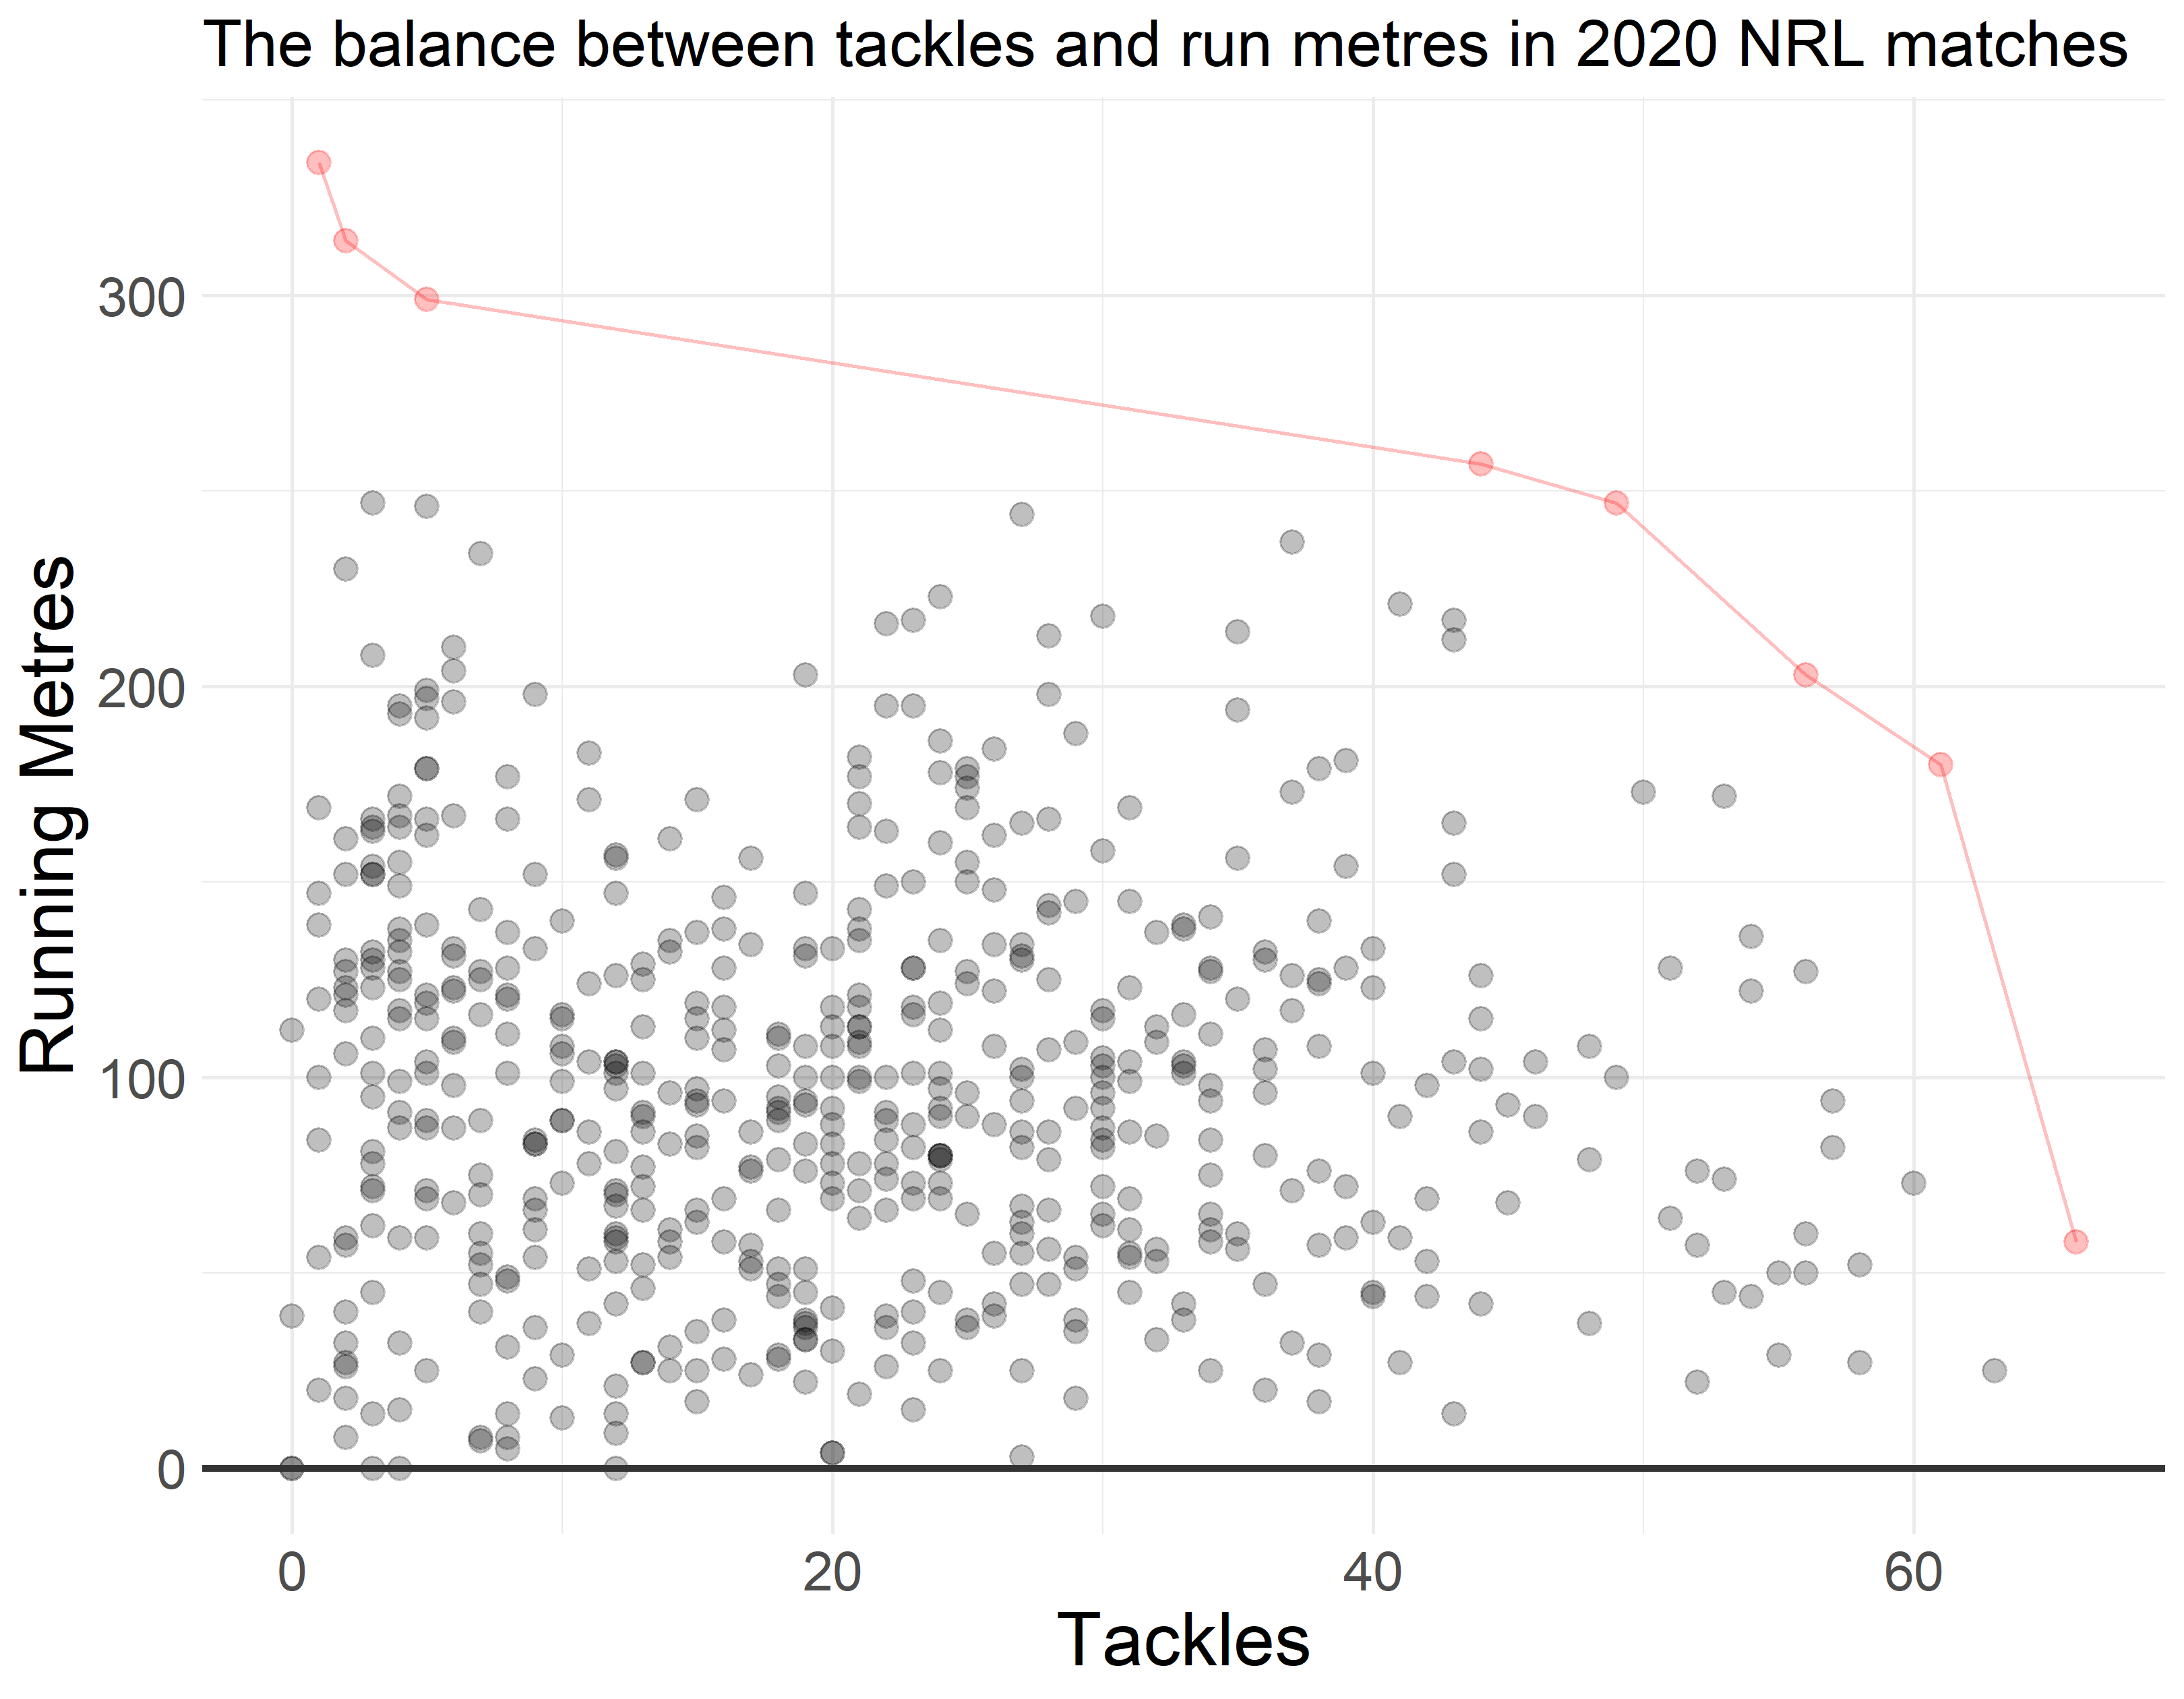 The balance between tackles and run metres in 2020 NRL matches
Running Metres
300
200
100
0
0 20 40 60
Tackles